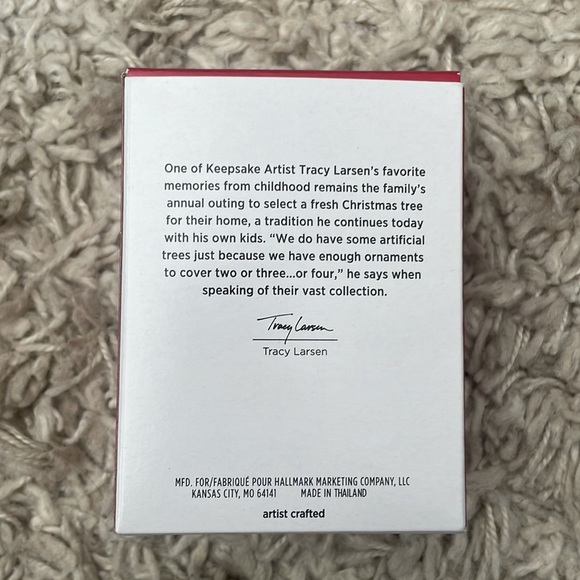 One of Keepsake Artist Tracy Larsen's favorite
memories from childhood remains the family's
annual outing to select a fresh Christmas tree
for their home, a tradition he continues today
with his own kids. “We do have some artificial
trees just because we have enough ornaments
to cover two or three...or four,” he says when
speaking of their vast collection.
Tracy Larsen
Tracy Larsen
MFD. FOR/FABRIQUÉ POUR HALLMARK MARKETING COMPANY, LLC
KANSAS CITY, MO 64141 MADE IN THAILAND
artist crafted